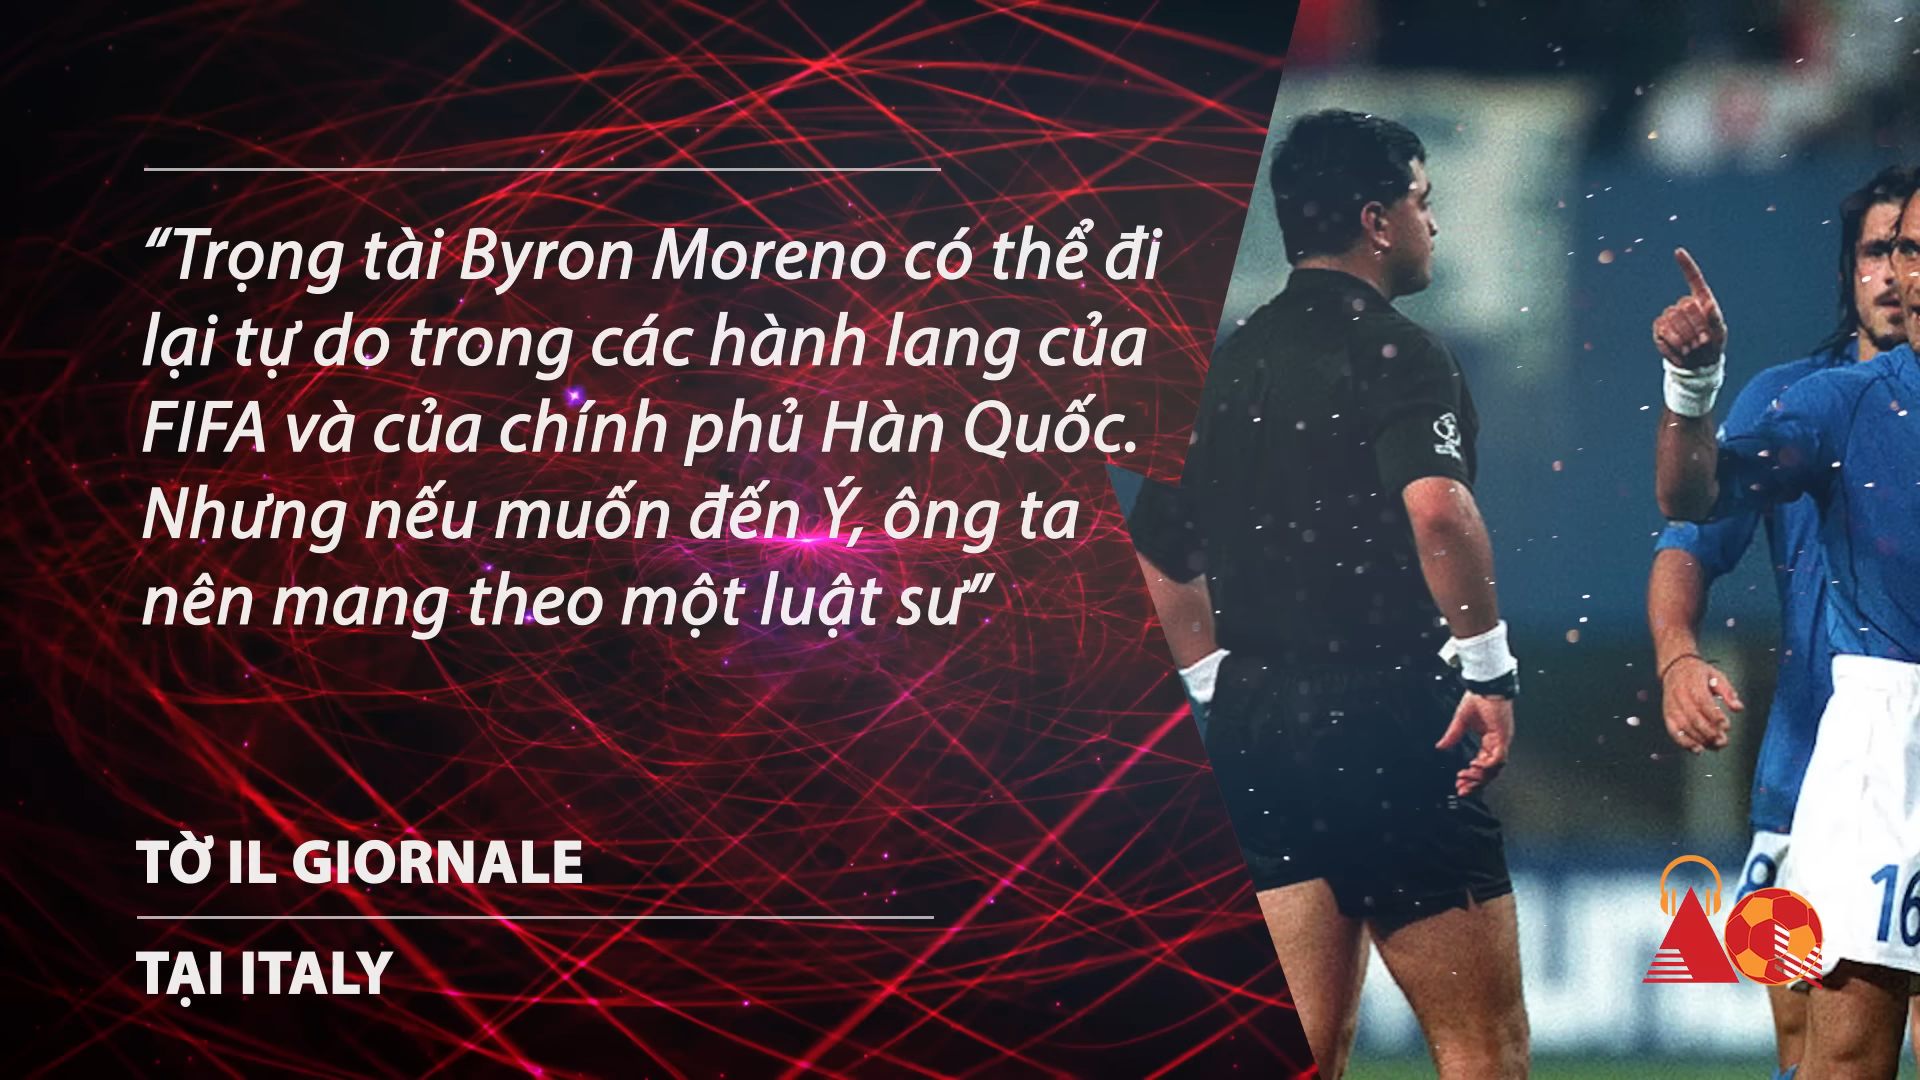 “Trọng tài Byron Moreno có thể đi
lại tự do trong các hành lang của
FIFA và của chính phủ Hàn Quốc.
Nhưng nếu muốn đến Ý, ông ta
nên mang theo một luật sư”
TỜ IL GIORNALE
TẠI ITALY
8
16